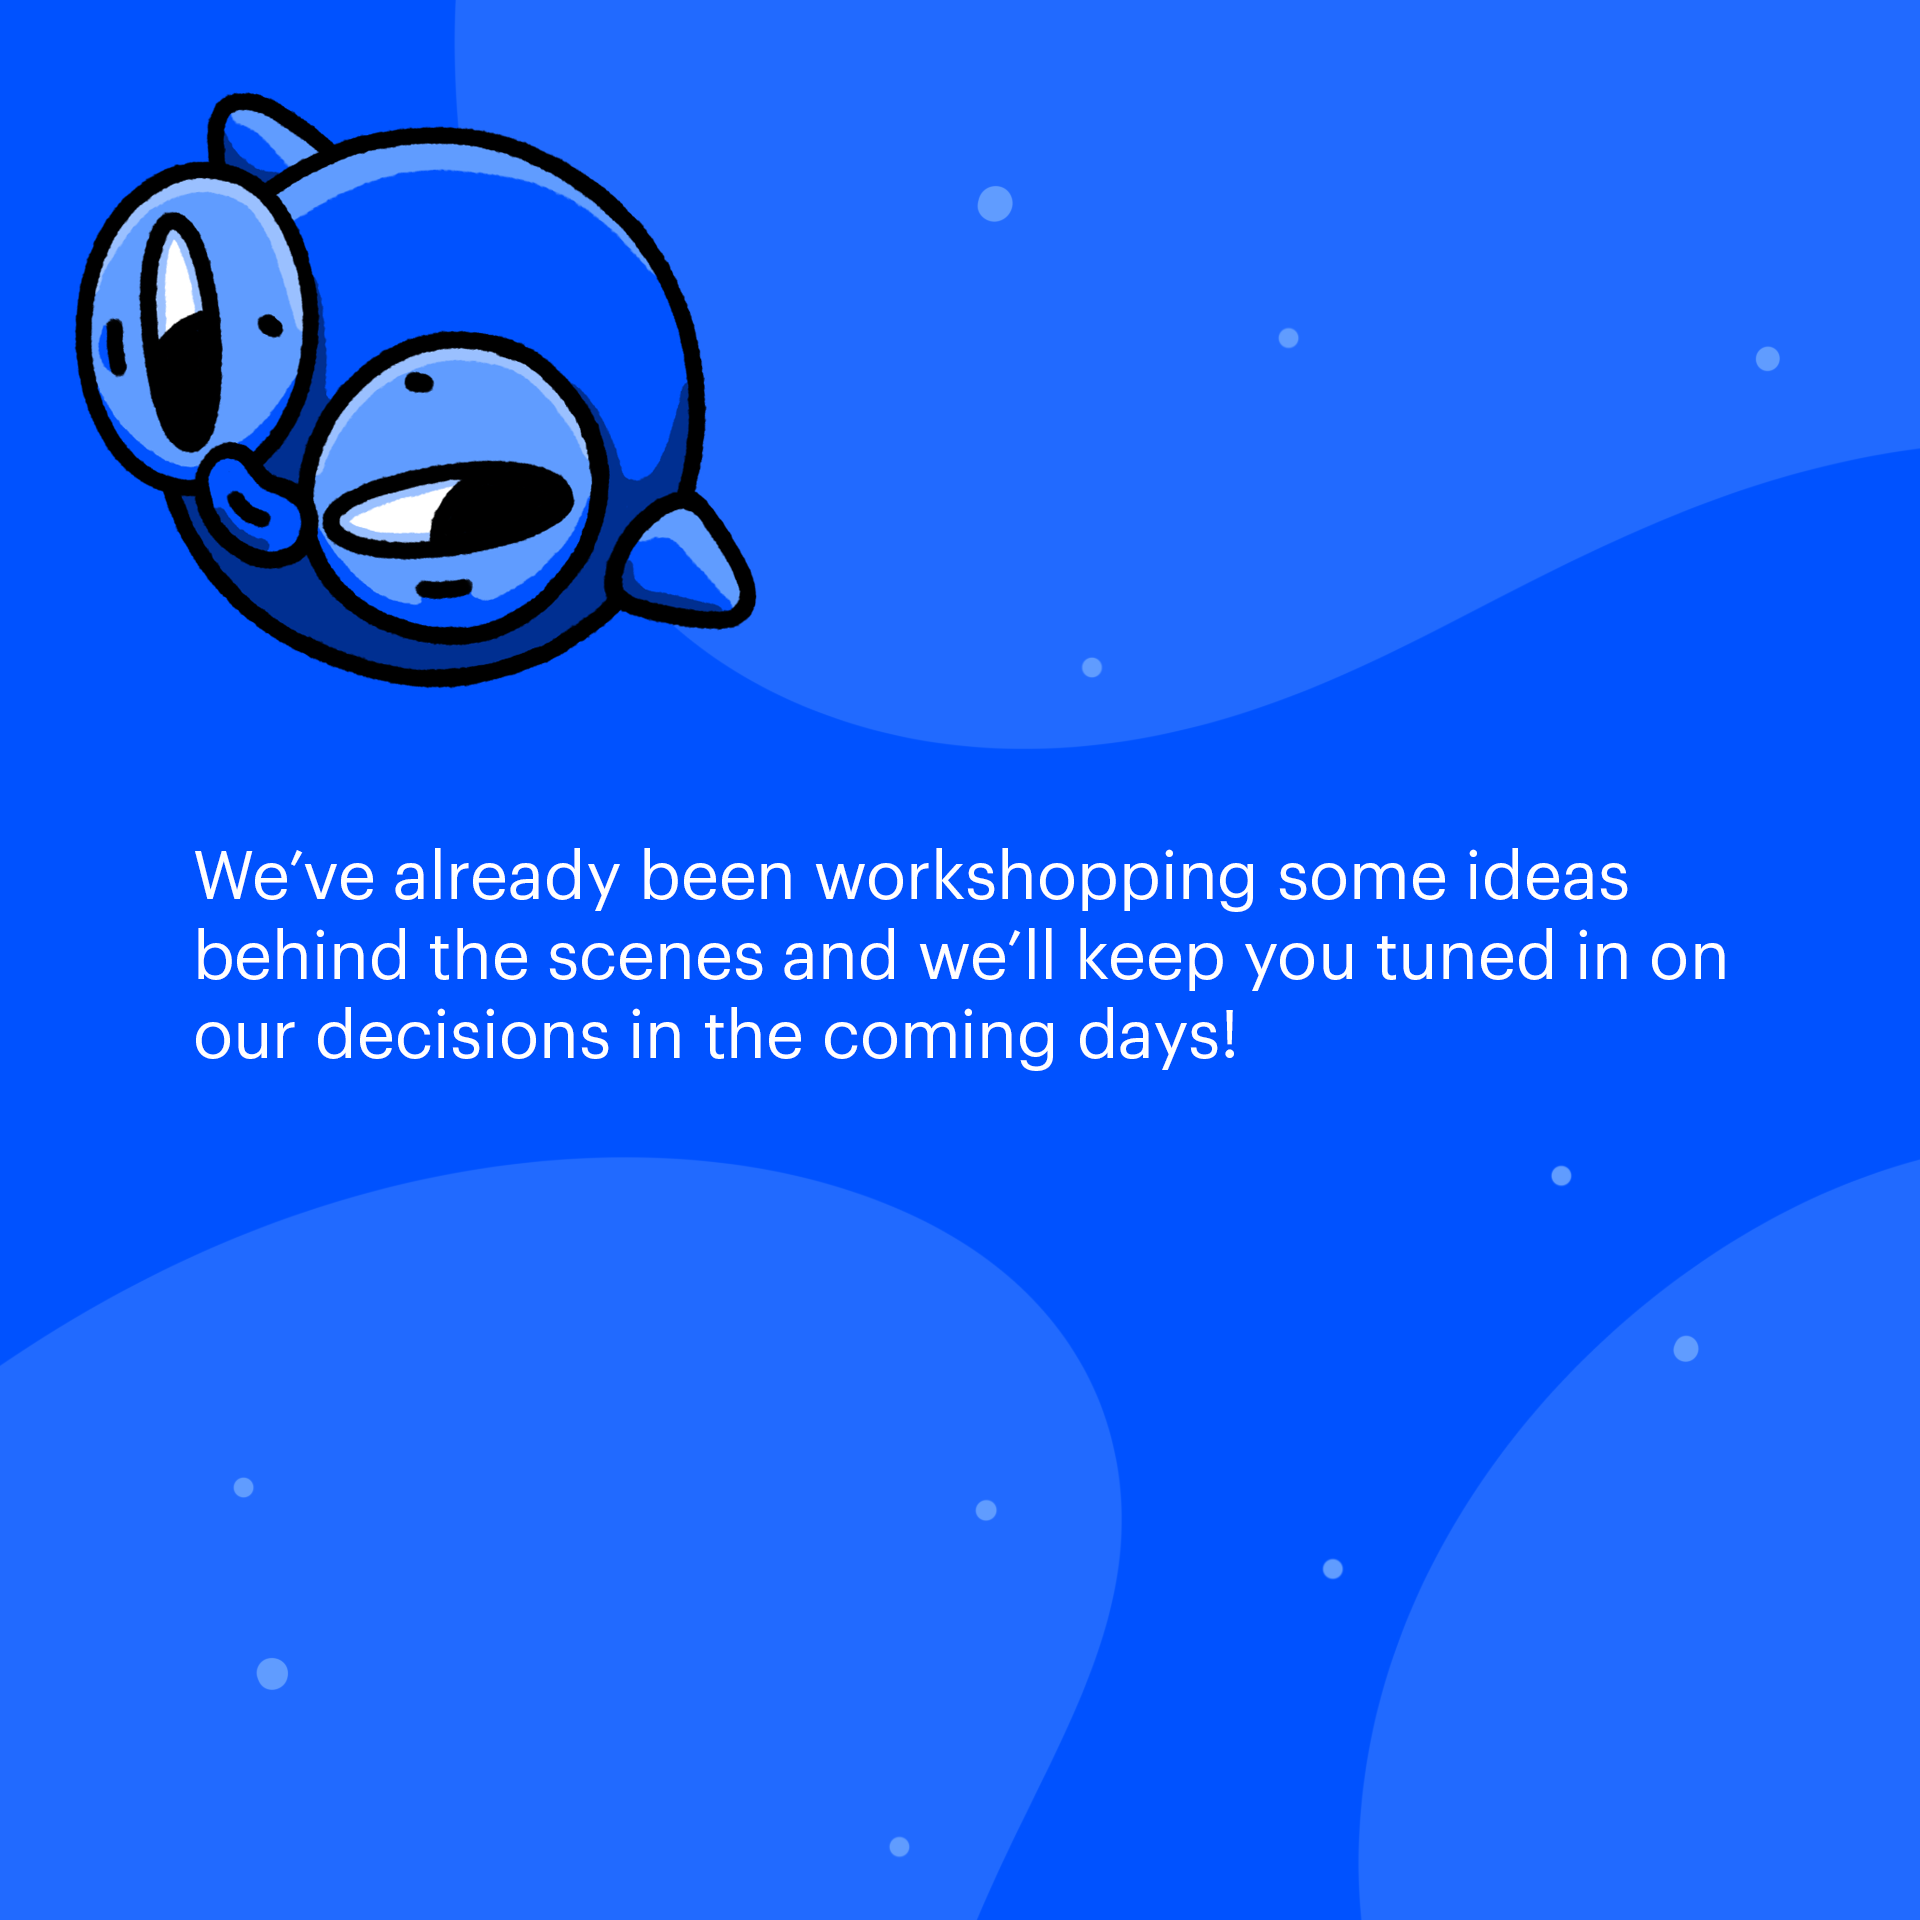 We’ve already been workshopping some ideas
behind the scenes and we’ll keep you tuned in on
our decisions in the coming days!